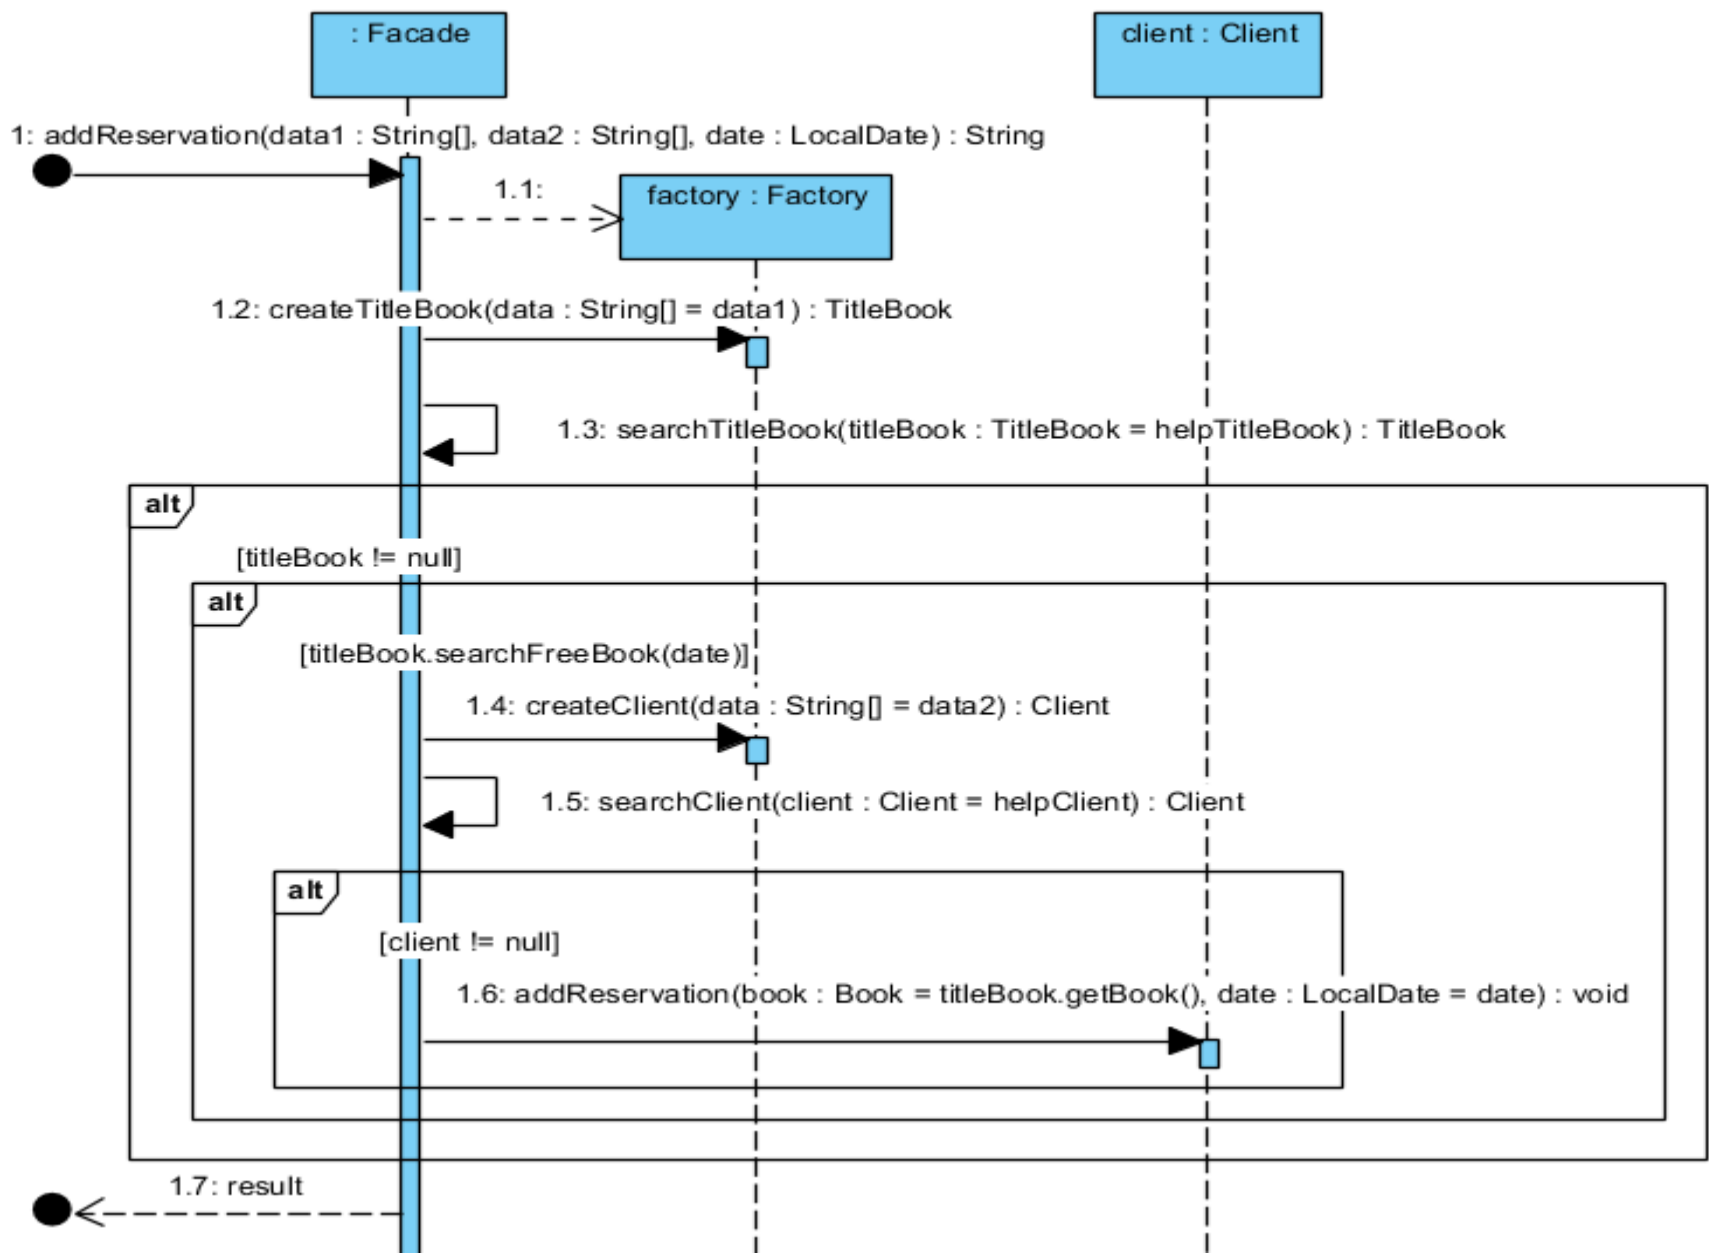 : Facade
client : Client
1: addReservation(data1 : String[], data2 : String[], date : LocalDate) : String
1.1:
factory : Factory
1.2: createTitleBook(data : String[] = data1) : TitleBook
1.3: searchTitleBook(titleBook : TitleBook = helpTitleBook) : TitleBook
alt
[titleBook != null]
alt
[titleBook.searchFreeBook(date)]
1.4: createClient(data : String[] = data2) : Client
1.5: searchClient(client : Client = helpClient) : Client
alt
[client != null]
1.6: addReservation(book : Book = titleBook.getBook(), date : LocalDate = date) : void
1.7: result